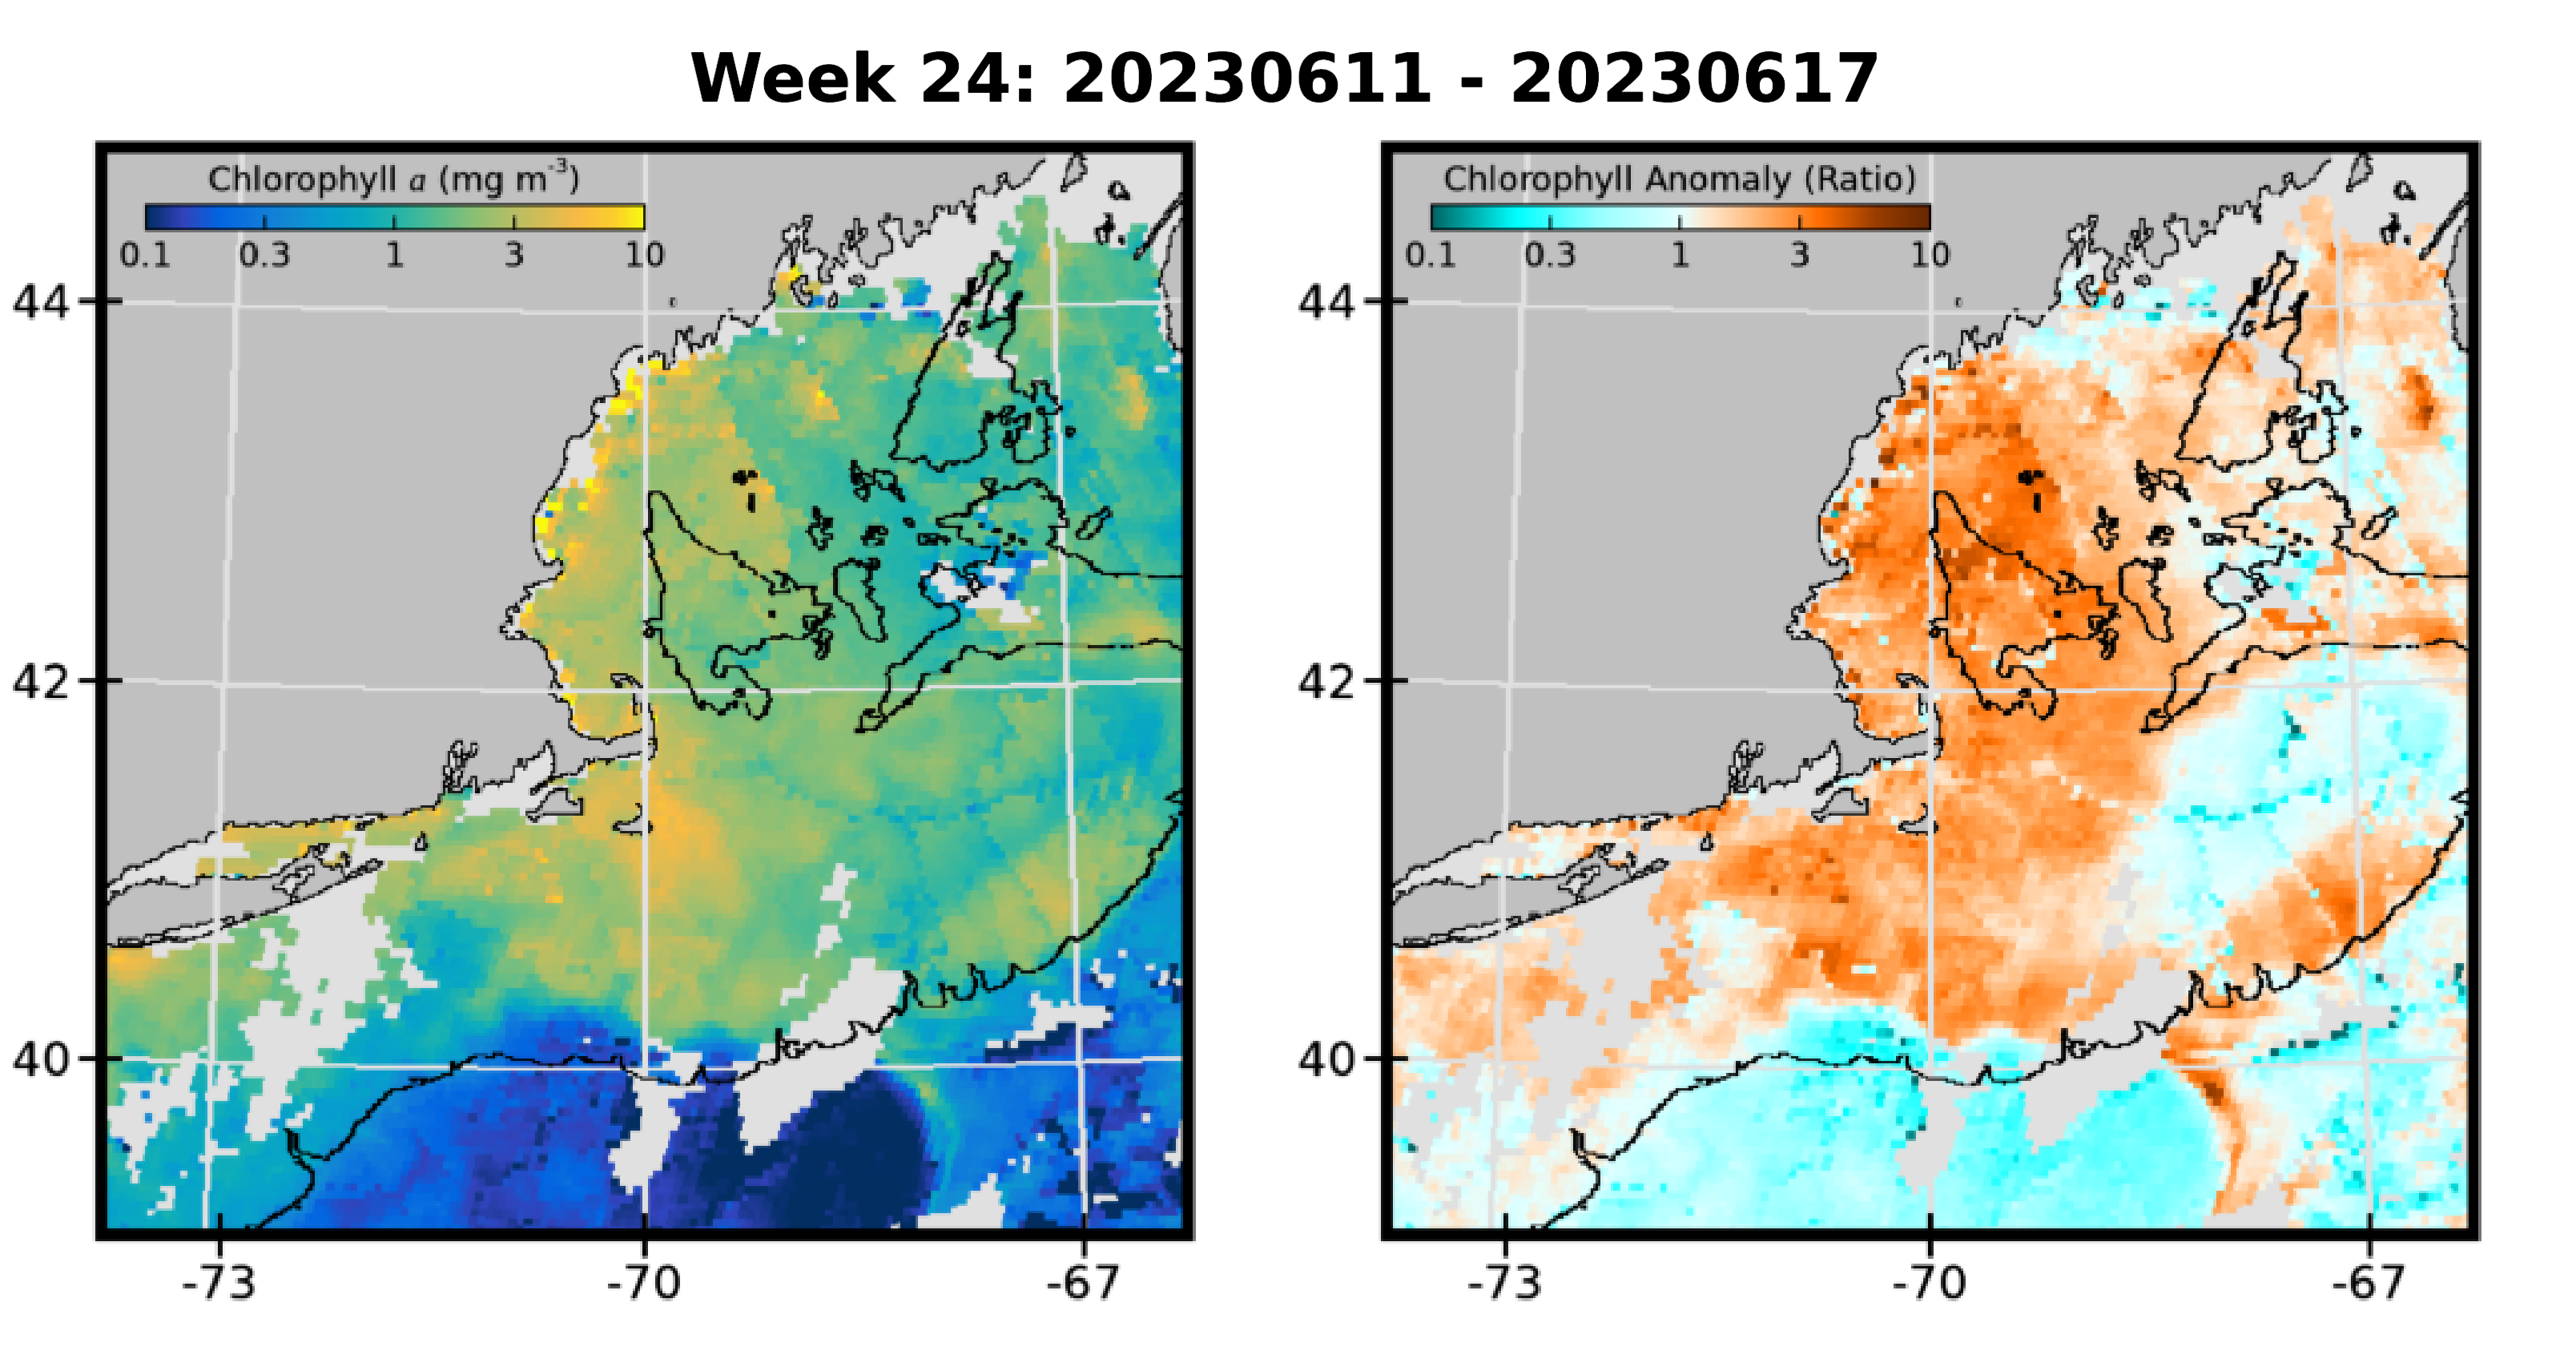 Week 24: 20230611 - 20230617
Chlorophyll a (mg m-3)
0.1 0.3 1 3 10
44
42
40
-73 -70 -67
Chlorophyll Anomaly (Ratio)
0.1 0.3 1 3 10
44
42
40
-73 -70 -67